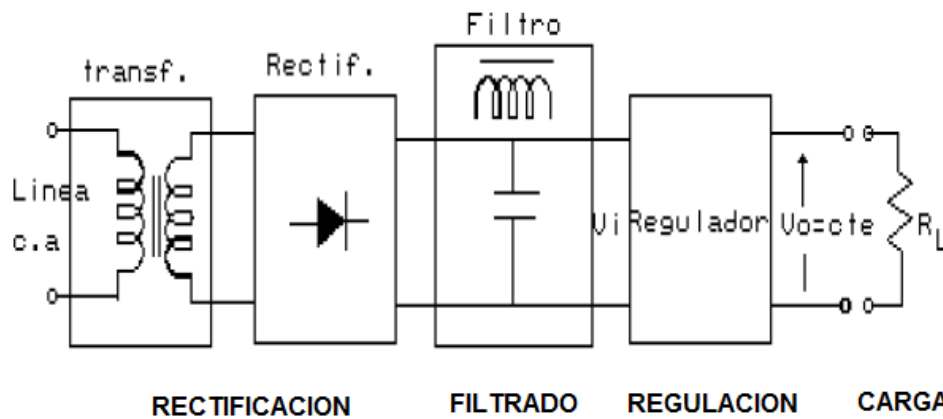 Filtro
transf.
Rectif.
Linea
c.a
Vi
Regulador
Vo=cte
RL
RECTIFICACION
FILTRADO
REGULACION
CARGA